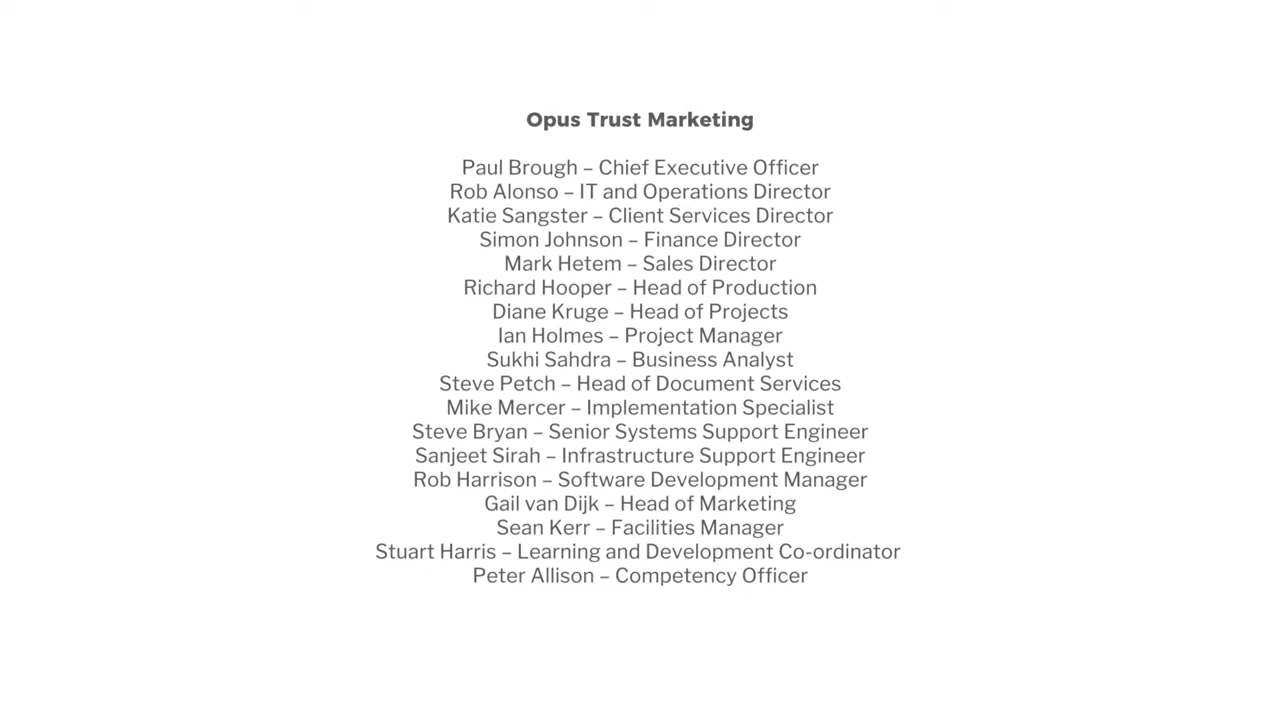 Opus Trust Marketing
Paul Brough – Chief Executive Officer
Rob Alonso – IT and Operations Director
Katie Sangster – Client Services Director
Simon Johnson – Finance Director
Mark Hetem – Sales Director
Richard Hooper – Head of Production
Diane Kruge – Head of Projects
Ian Holmes – Project Manager
Sukhi Sahdra – Business Analyst
Steve Petch – Head of Document Services
Mike Mercer – Implementation Specialist
Steve Bryan – Senior Systems Support Engineer
Sanjeet Sirah – Infrastructure Support Engineer
Rob Harrison – Software Development Manager
Gail van Dijk – Head of Marketing
Sean Kerr – Facilities Manager
Stuart Harris – Learning and Development Co-ordinator
Peter Allison – Competency Officer